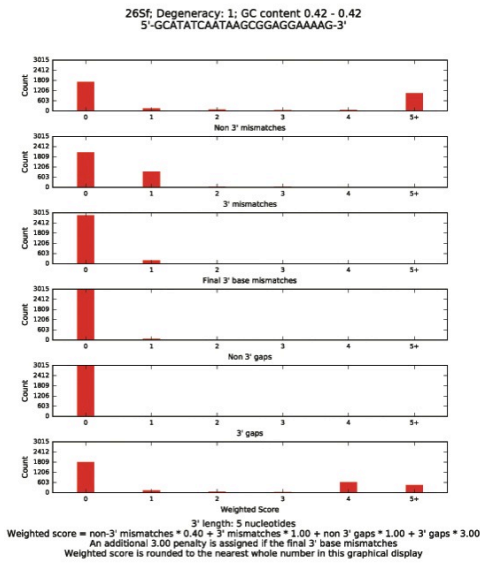 26Sf; Degeneracy: 1; GC content 0.42 - 0.42
5'-GCATATCAATAAGCGGAGGAAAAG-3'
3015
2412
1809
1206
603
0
Count
0 1 2 3 4 5+
Non 3' mismatches
3015
2412
1809
1206
603
0
Count
0 1 2 3 4 5+
3' mismatches
3015
2412
1809
1206
603
0
Count
0 1 2 3 4 5+
Final 3' base mismatches
3015
2412
1809
1206
603
0
Count
0 1 2 3 4 5+
Non 3' gaps
3015
2412
1809
1206
603
0
Count
0 1 2 3 4 5+
3' gaps
3015
2412
1809
1206
603
0
Count
0 1 2 3 4 5+
Weighted Score
3' length: 5 nucleotides
Weighted score = non-3' mismatches * 0.40 + 3' mismatches * 1.00 + non 3' gaps * 1.00 + 3' gaps * 3.00
An additional 3.00 penalty is assigned if the final 3' base mismatches
Weighted score is rounded to the nearest whole number in this graphical display